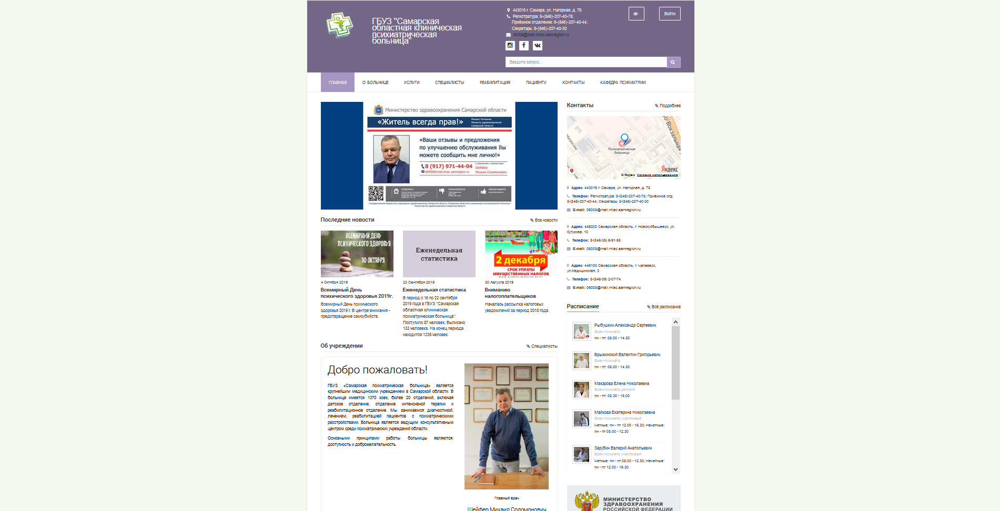 ГБУЗ "Самарская
областная клиническая
психиатрическая
больница"
443016 г. Самара, ул. Нагорная, д. 78
Регистратура: 8-(846)-207-40-78;
Приёмное отделение: 8-(846)-207-40-44;
Секретарь: 8-(846)-207-40-30
06008@mail.miac.samregion.ru
Войти
Введите запрос...
ГЛАВНАЯ
О БОЛЬНИЦЕ
УСЛУГИ
СПЕЦИАЛИСТЫ
РЕАБИЛИТАЦИЯ
ПАЦИЕНТУ
КОНТАКТЫ
КАФЕДРА ПСИХИАТРИИ
Министерство здравоохранения Самарской области
«Житель всегда прав!»
Михаил Ратманов
Министр здравоохранения
Самарской области
«Ваши отзывы и предложения
по улучшению обслуживания Вы
можете сообщить мне лично!»
8 (917) 971-44-04
06008@mail.miac.samregion.ru
С уважением, главный врач
Шейфер
Михаил Соломонович
ПОЗВОНИТЬ
ПОЖАЛОВАТЬСЯ
ПОБЛАГОДАРИТЬ
Государственное бюджетное учреждение здравоохранения Самарской области «Самарская областная клиническая психиатрическая больница»
Министерства здравоохранения Самарской области
Последние новости
Все новости
ВСЕМИРНЫЙ ДЕНЬ
ПСИХИЧЕСКОГО ЗДОРОВЬЯ
10 ОКТЯБРЯ
4 Октября 2019
Всемирный День
психического здоровья 2019г.
Всемирный День психического
здоровья 2019 г. В центре внимания -
предотвращение самоубийств.
Еженедельная
статистика
23 Сентября 2019
Еженедельная статистика
В период с 16 по 22 сентября
2019 года в ГБУЗ "Самарская
областная клиническая
психиатрическая больница":
Поступило 87 человек. Выписано
133 человека. На конец периода
находится 1238 человек.
2 декабря
СРОК УПЛАТЫ
ИМУЩЕСТВЕННЫХ НАЛОГОВ
30 Августа 2019
Вниманию
налогоплательщиков
Началась рассылка налоговых
уведомлений за период 2018 года.
Об учреждении
Специалисты
Добро пожаловать!
ГБУЗ «Самарская психиатрическая больница» является
крупнейшим медицинским учреждением в Самарской области. В
больнице имеется 1370 коек, более 20 отделений, включая
детское отделение, отделение интенсивной терапии и
реабилитационное отделение. Мы занимаемся диагностикой,
лечением, реабилитацией пациентов с психиатрическими
расстройствами. Больница является ведущим консультативным
центром среди психиатрических учреждений области.
Основными принципами работы больницы являются:
доступность и доброжелательность.
Главный врач
Шейфер Михаил Соломонович
Контакты
Подробнее
Матросова
о-Вокзальная
Психиатрическая
больница
Яндекс
© Яндекс Условия использования
Адрес: 443016 г. Самара, ул. Нагорная, д. 78
Телефон: Регистратура: 8-(846)-207-40-78; Приёмное отд:
8-(846)-207-40-44; Секретарь: 8-(846)-207-40-30
E-mail: 06008@mail.miac.samregion.ru
Адрес: 446200 Самарская область, г. Новокуйбышевск, ул.
Кутузова, 10
Телефон: 8-(846-35) 6-91-58
E-mail: 06008@mail.miac.samregion.ru
Адрес: 446100 Самарская область, г. Чапаевск,
ул.Медицинская, 3
Телефон: 8-(846-39) 2-07-74
E-mail: 06008@mail.miac.samregion.ru
Расписание
Всё расписание
Рыбушкин Александр Сергеевич
Врач-психиатр
пн - пт: 08.00 - 14.30
Брыжинский Валентин Григорьевич
Врач-психиатр
пн - пт: 08.00 - 14.30
Макарова Елена Николаевна
Врач-психиатр детский
пн - пт: 08.30 - 15.00
Майкова Екатерина Николаевна
Врач-психиатр участковый
Четные: пн - пт 12.00 - 16.30; Нечетные:
пн - пт 08.00 - 12.30
Зарубин Валерий Анатольевич
Врач-психиатр участковый
Четные: пн - пт 08.00 - 12.30; Нечетные:
пн - пт 12.00 - 16.30
МИНИСТЕРСТВО
ЗДРАВООХРАНЕНИЯ
РОССИЙСКОЙ ФЕДЕРАЦИИ